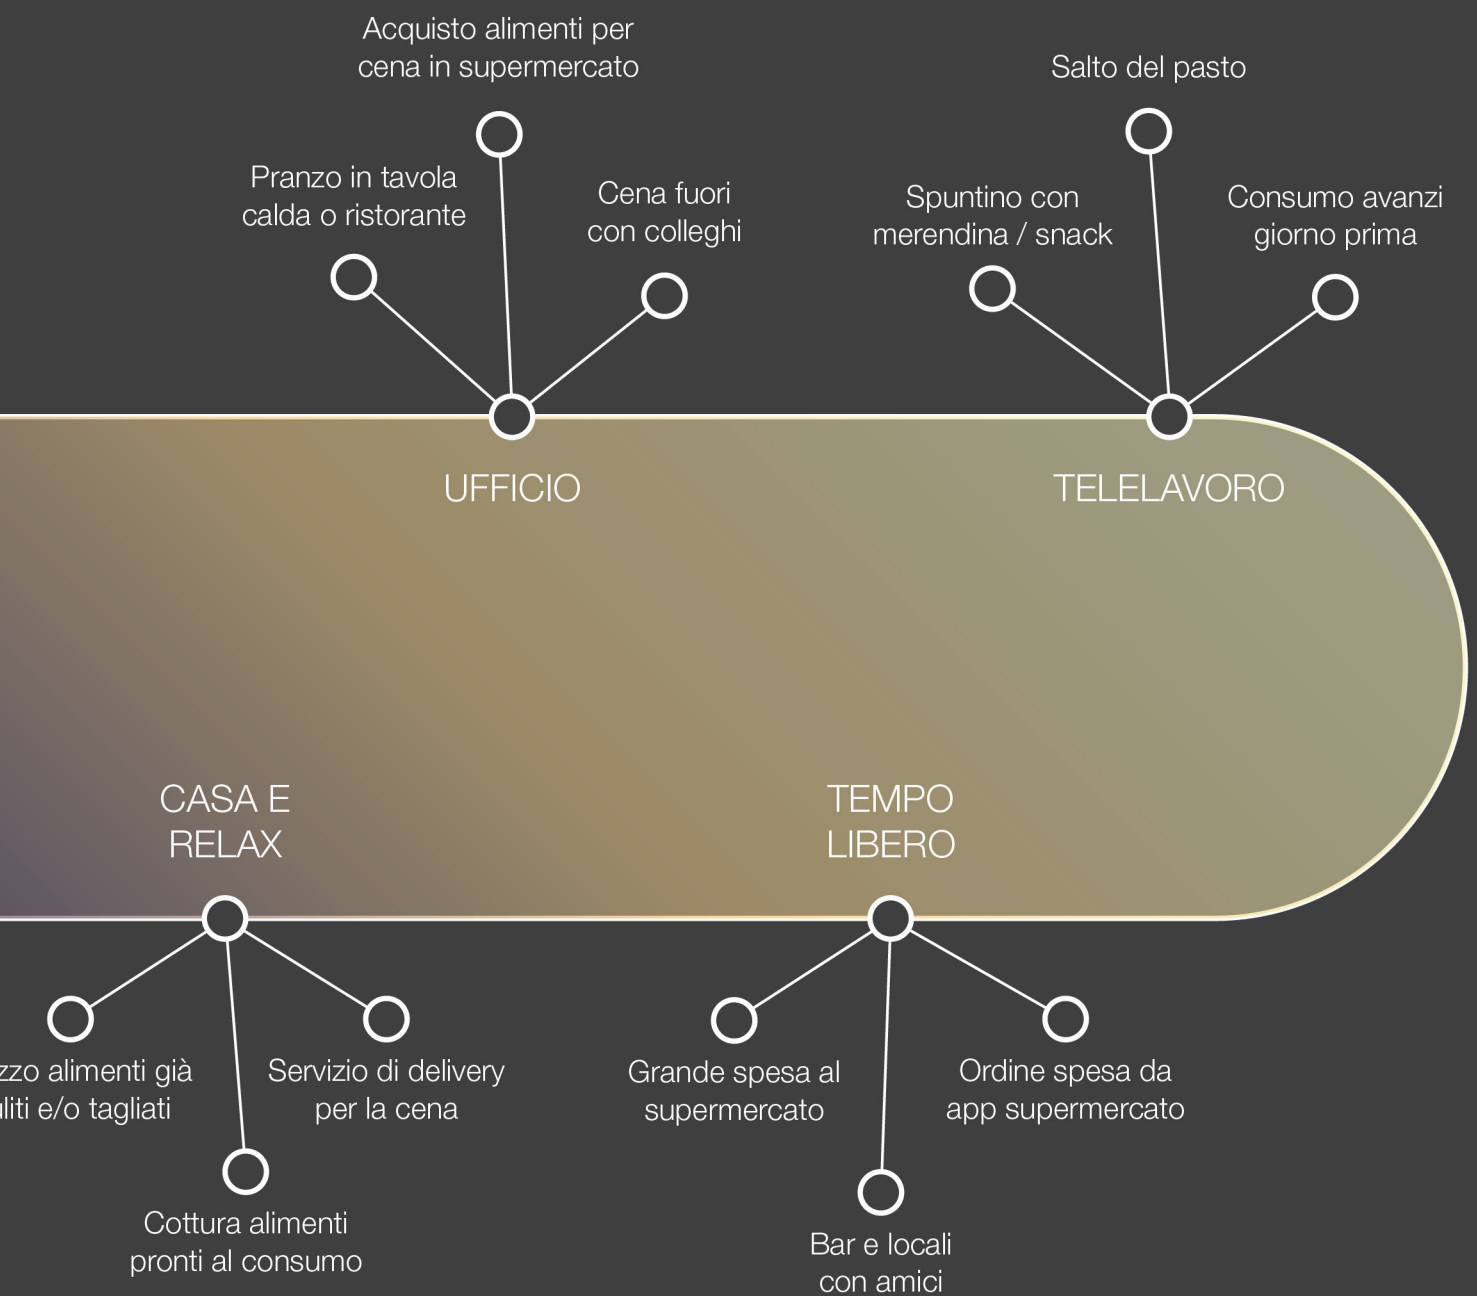 Acquisto alimenti per
cena in supermercato
Salto del pasto
Pranzo in tavola
calda o ristorante
Cena fuori
con colleghi
Spuntino con
merendina / snack
Consumo avanzi
giorno prima
UFFICIO
TELELAVORO
CASA E
RELAX
TEMPO
LIBERO
alimenti già
e/o tagliati
Servizio di delivery
per la cena
Grande spesa al
supermercato
Ordine spesa da
app supermercato
Cottura alimenti
pronti al consumo
Bar e locali
con amici